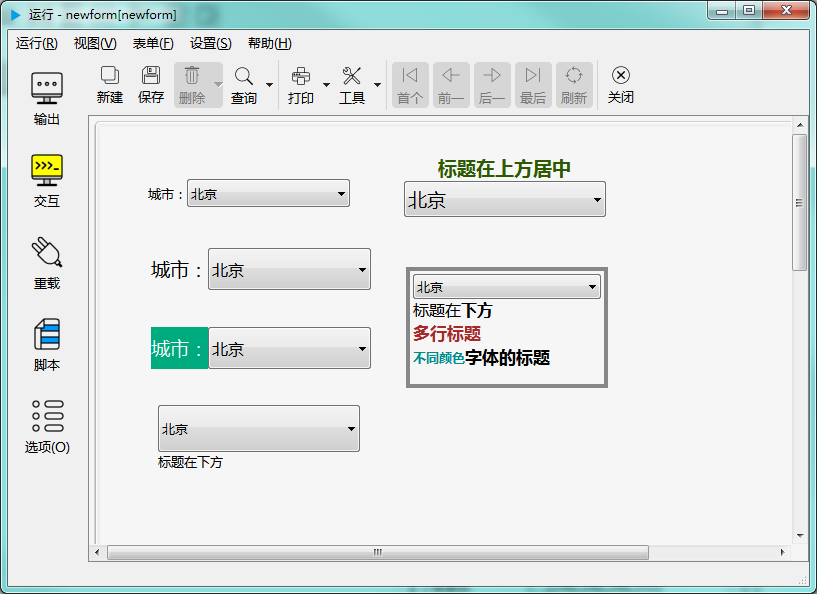 运行 - newform[newform]
运行(R) 视图(V) 表单(F) 设置(S) 帮助(H)
新建 保存 删除 查询 打印 工具 首个 前一 后一 最后 刷新 关闭
输出
交互
重载
脚本
选项(O)
城市：北京
标题在上方居中
北京
城市：北京
北京
标题在下方
多行标题
不同颜色字体的标题
城市：北京
北京
标题在下方